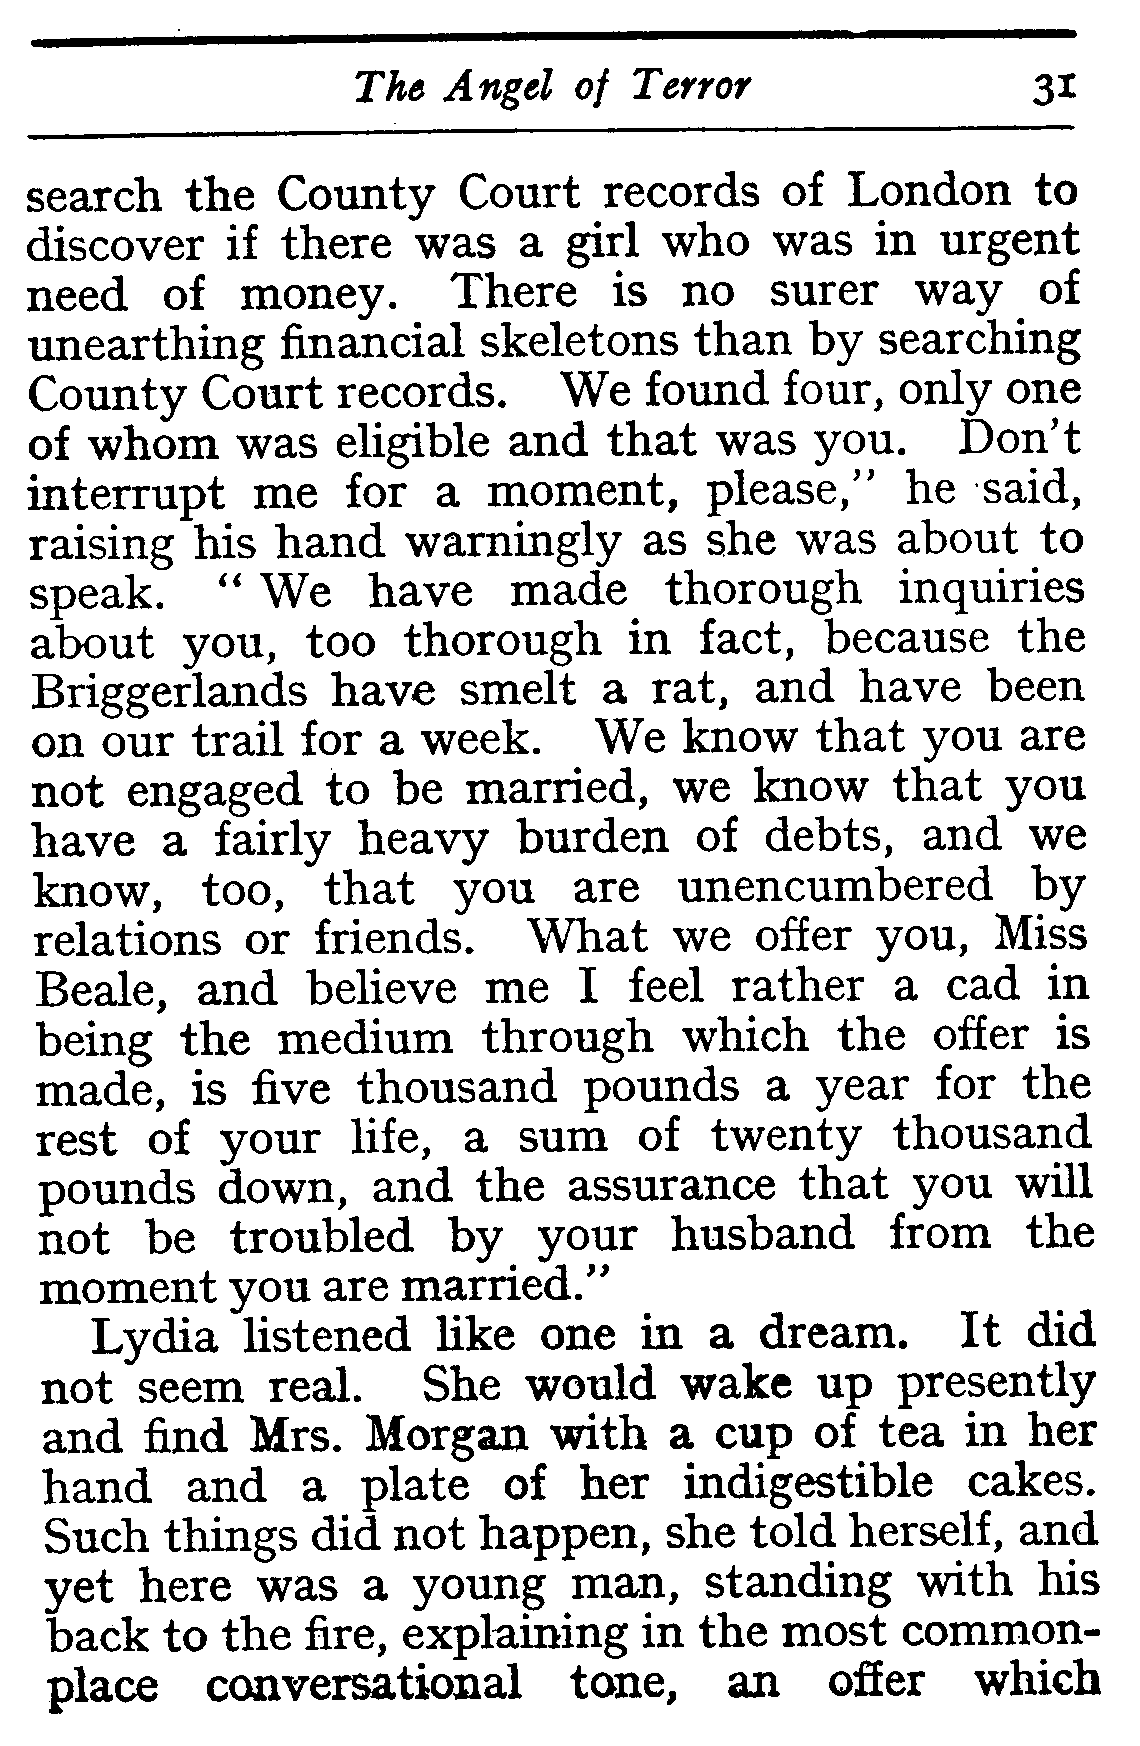 The Angel of Terror 31
search the County Court records of London to
discover if there was a girl who was in urgent
need of money. There is no surer way of
unearthing financial skeletons than by searching
County Court records. We found four, only one
of whom was eligible and that was you. Don't
interrupt me for a moment, please," he said,
raising his hand warningly as she was about to
speak. " We have made thorough inquiries
about you, too thorough in fact, because the
Briggerlands have smelt a rat, and have been
on our trail for a week. We know that you are
not engaged to be married, we know that you
have a fairly heavy burden of debts, and we
know, too, that you are unencumbered by
relations or friends. What we offer you, Miss
Beale, and believe me I feel rather a cad in
being the medium through which the offer is
made, is five thousand pounds a year for the
rest of your life, a sum of twenty thousand
pounds down, and the assurance that you will
not be troubled by your husband from the
moment you are married."
Lydia listened like one in a dream. It did
not seem real. She would wake up presently
and find Mrs. Morgan with a cup of tea in her
hand and a plate of her indigestible cakes.
Such things did not happen, she told herself, and
yet here was a young man, standing with his
back to the fire, explaining in the most common-
place conversational tone, an offer which